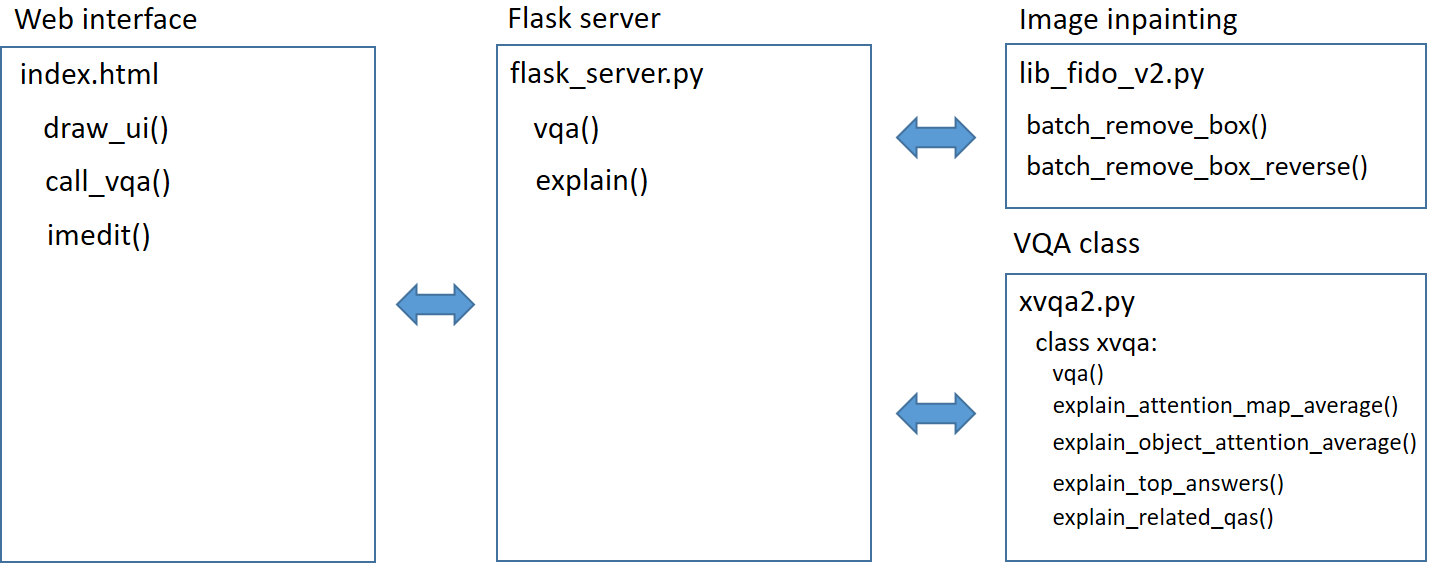 Web interface
index.html
draw_ui()
call_vqa()
imedit()
Flask server
flask_server.py
vqa()
explain()
Image inpainting
lib_fido_v2.py
batch_remove_box()
batch_remove_box_reverse()
VQA class
xvqa2.py
class xvqa:
vqa()
explain_attention_map_average()
explain_object_attention_average()
explain_top_answers()
explain_related_qas()